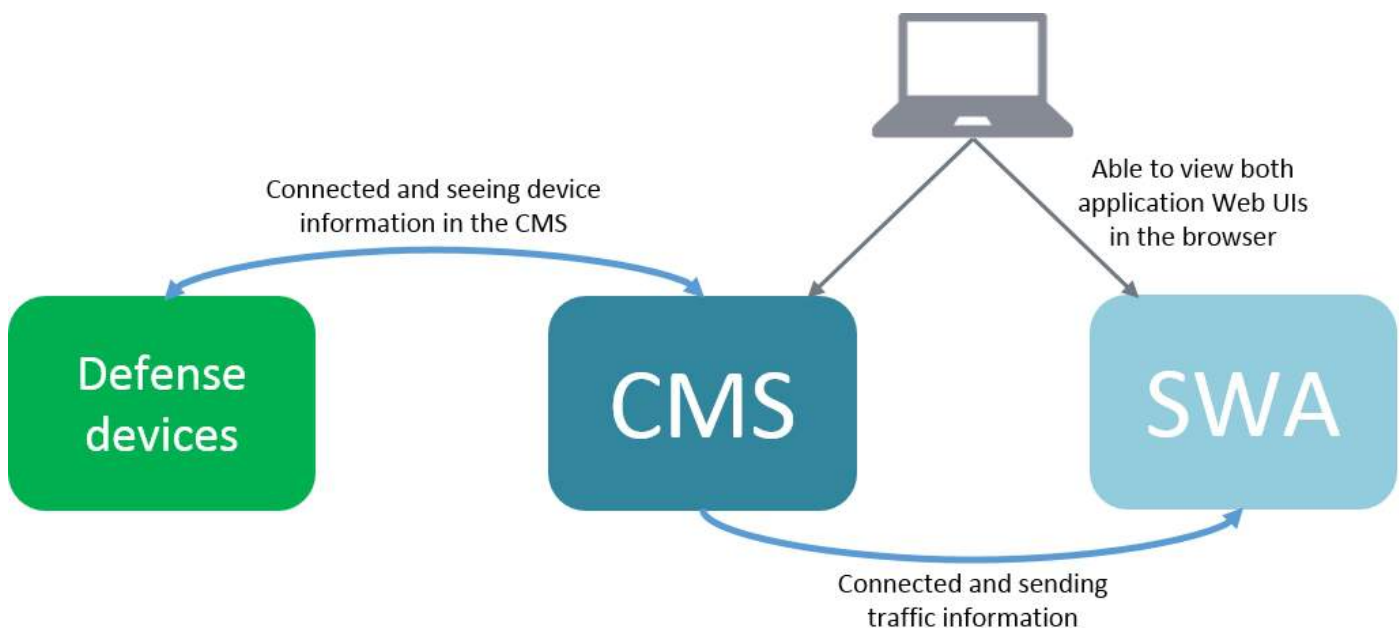 Able to view both
application Web UIs
in the browser
Connected and seeing device
information in the CMS
Defense
devices
CMS
SWA
Connected and sending
traffic information